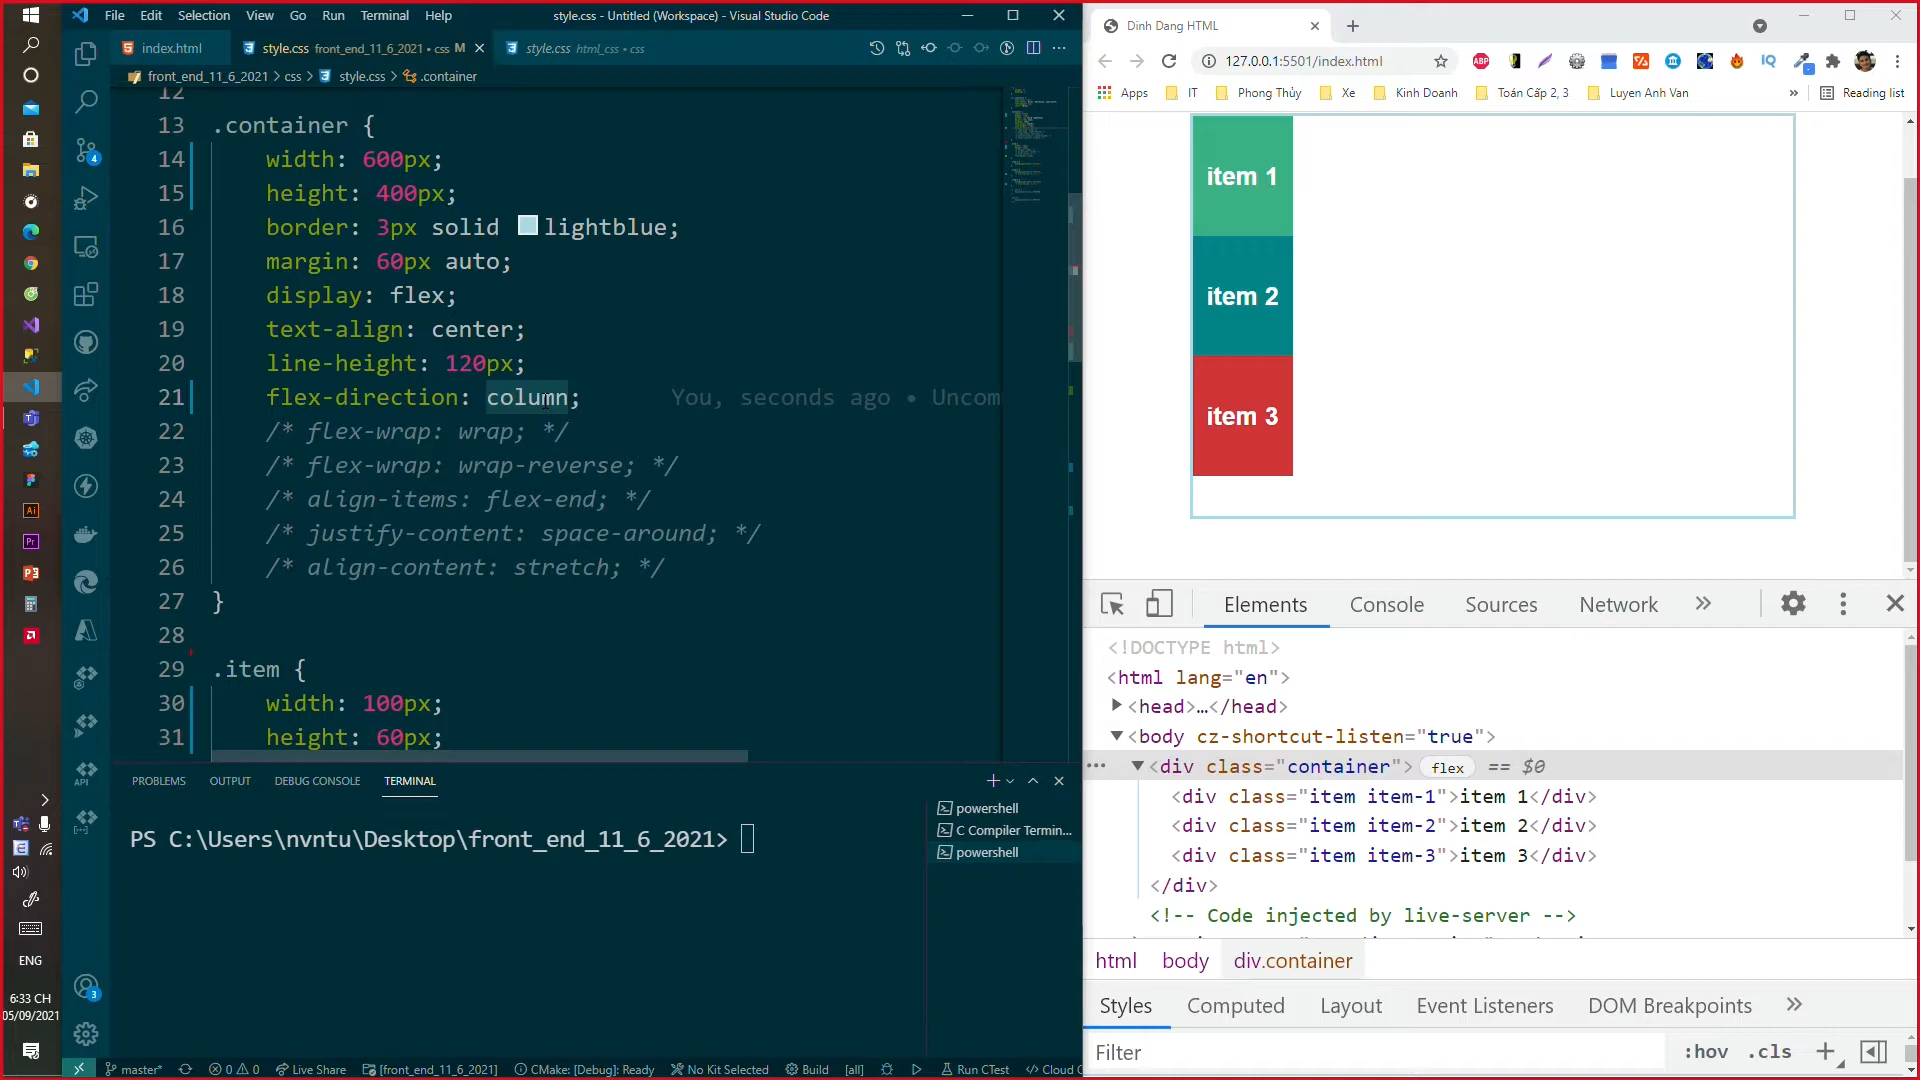 File Edit Selection View Go Run Terminal Help
style.css - Untitled (Workspace) - Visual Studio Code
index.html
style.css front_end_11_6_2021 • css M
style.css html_css • css
front_end_11_6_2021 > css > style.css > .container
12
13 .container {
14 width: 600px;
15 height: 400px;
16 border: 3px solid lightblue;
17 margin: 60px auto;
18 display: flex;
19 text-align: center;
20 line-height: 120px;
21 flex-direction: column; You, seconds ago • Uncom
22 /* flex-wrap: wrap; */
23 /* flex-wrap: wrap-reverse; */
24 /* align-items: flex-end; */
25 /* justify-content: space-around; */
26 /* align-content: stretch; */
27 }
28
29 .item {
30 width: 100px;
31 height: 60px;
PROBLEMS OUTPUT DEBUG CONSOLE TERMINAL
PS C:\Users\nvntu\Desktop\front_end_11_6_2021>
powershell
C Compiler Termin...
powershell
master* 0 0 Live Share [front_end_11_6_2021] CMake: [Debug]: Ready No Kit Selected Build [all] Run CTest Cloud C
4
API
3
Ai
Pr
ENG
6:33 CH
05/09/2021
Dinh Dang HTML
127.0.0.1:5501/index.html
ABP
IQ
Apps IT Phong Thủy Xe Kinh Doanh Toán Cấp 2, 3 Luyen Anh Van » Reading list
item 1
item 2
item 3
Elements Console Sources Network »
<!DOCTYPE html>
<html lang="en">
<head>…</head>
<body cz-shortcut-listen="true">
<div class="container"> flex == $0
<div class="item item-1">item 1</div>
<div class="item item-2">item 2</div>
<div class="item item-3">item 3</div>
</div>
<!-- Code injected by live-server -->
html body div.container
Styles Computed Layout Event Listeners DOM Breakpoints »
Filter
:hov .cls +